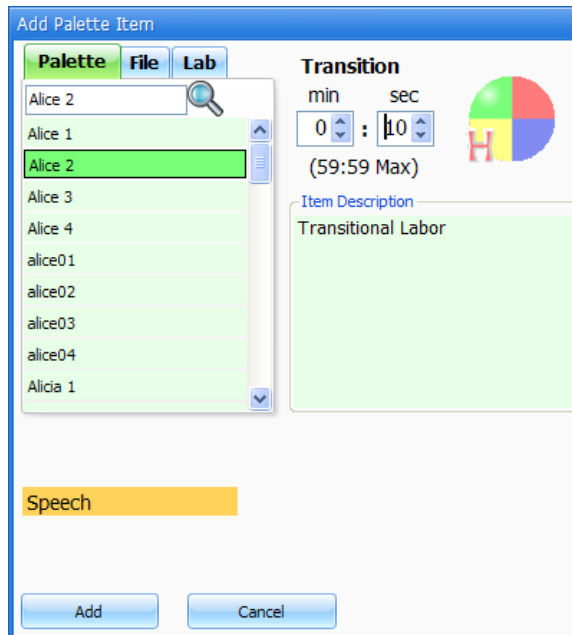 Add Palette Item
Palette File Lab
Alice 2
Alice 1
Alice 2
Alice 3
Alice 4
alice01
alice02
alice03
alice04
Alicia 1
Transition
min sec
0 : 10
(59:59 Max)
H
Item Description
Transitional Labor
Speech
Add Cancel